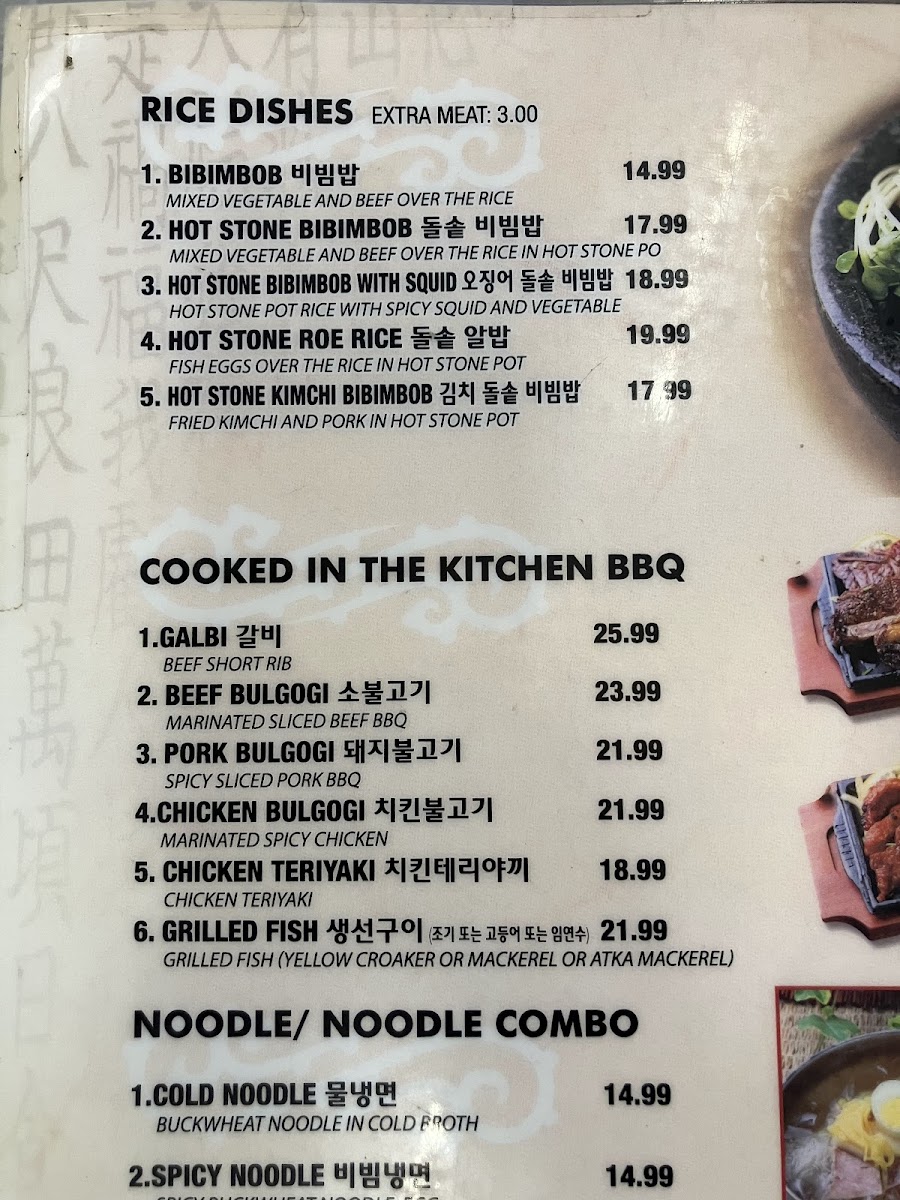 RICE DISHES EXTRA MEAT: 3.00
1. BIBIMBOB 비빔밥 14.99
MIXED VEGETABLE AND BEEF OVER THE RICE
2. HOT STONE BIBIMBOB 돌솥 비빔밥 17.99
MIXED VEGETABLE AND BEEF OVER THE RICE IN HOT STONE PO
3. HOT STONE BIBIMBOB WITH SQUID 오징어 돌솥 비빔밥 18.99
HOT STONE POT RICE WITH SPICY SQUID AND VEGETABLE
4. HOT STONE ROE RICE 돌솥 알밥 19.99
FISH EGGS OVER THE RICE IN HOT STONE POT
5. HOT STONE KIMCHI BIBIMBOB 김치 돌솥 비빔밥 17 99
FRIED KIMCHI AND PORK IN HOT STONE POT
COOKED IN THE KITCHEN BBQ
1.GALBI 갈비 25.99
BEEF SHORT RIB
2. BEEF BULGOGI 소불고기 23.99
MARINATED SLICED BEEF BBQ
3. PORK BULGOGI 돼지불고기 21.99
SPICY SLICED PORK BBQ
4.CHICKEN BULGOGI 치킨불고기 21.99
MARINATED SPICY CHICKEN
5. CHICKEN TERIYAKI 치킨테리야끼 18.99
CHICKEN TERIYAKI
6. GRILLED FISH 생선구이 (조기 또는 고등어 또는 임연수) 21.99
GRILLED FISH (YELLOW CROAKER OR MACKEREL OR ATKA MACKEREL)
NOODLE/ NOODLE COMBO
1.COLD NOODLE 물냉면 14.99
BUCKWHEAT NOODLE IN COLD BROTH
2.SPICY NOODLE 비빔냉면 14.99
SPICY BUCKWHEAT NOODLE